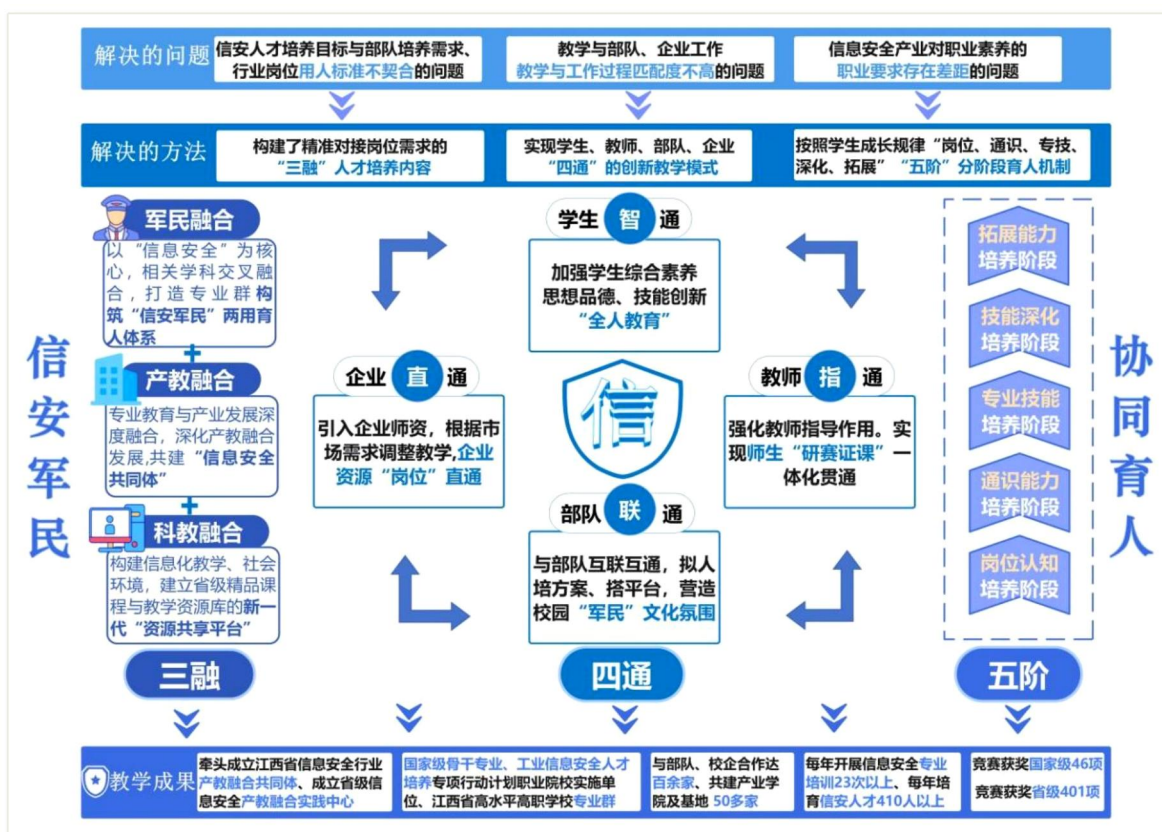 解决的问题
信安人才培养目标与部队培养需求、
行业岗位用人标准不契合的问题
教学与部队、企业工作
教学与工作过程匹配度不高的问题
信息安全产业对职业素养的
职业要求存在差距的问题
解决的方法
构建了精准对接岗位需求的
“三融”人才培养内容
实现学生、教师、部队、企业
“四通”的创新教学模式
按照学生成长规律“岗位、通识、专技、
深化、拓展”“五阶”分阶段育人机制
信安军民
军民融合
以“信息安全”为核
心，相关学科交叉融
合，打造专业群构
筑“信安军民”两用育
人体系
产教融合
专业教育与产业发展深
度融合，深化产教融合
发展,共建“信息安全
共同体”
科教融合
构建信息化教学、社会
环境，建立省级精品课
程与教学资源库的新一
代“资源共享平台”
三融
学生智通
加强学生综合素养
思想品德、技能创新
“全人教育”
企业直通
引入企业师资，根据市
场需求调整教学,企业
资源“岗位”直通
信
教师指通
强化教师指导作用。实
现师生“研赛证课”一
体化贯通
部队联通
与部队互联互通，拟人
培方案、搭平台，营造
校园“军民”文化氛围
四通
拓展能力
培养阶段
技能深化
培养阶段
专业技能
培养阶段
通识能力
培养阶段
岗位认知
培养阶段
五阶
协同育人
教学成果
牵头成立江西省信息安全行业
产教融合共同体、成立省级信
息安全产教融合实践中心
国家级骨干专业、工业信息安全人才
培养专项行动计划职业院校实施单
位、江西省高水平高职学校专业群
与部队、校企合作达
百余家、共建产业学
院及基地 50多家
每年开展信息安全专业
培训23次以上、每年培
育信安人才410人以上
竞赛获奖国家级46项
竞赛获奖省级401项